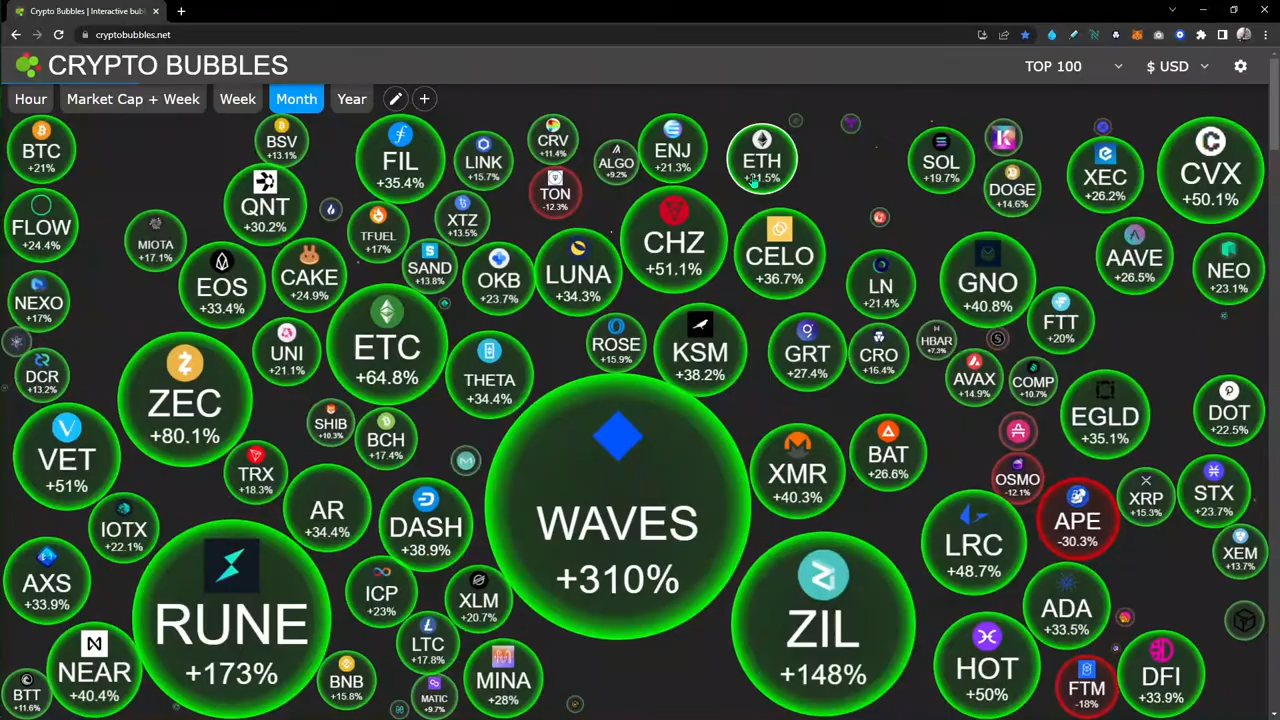 Crypto Bubbles | Interactive bubl
cryptobubbles.net
CRYPTO BUBBLES
TOP 100
$ USD
Hour
Market Cap + Week
Week
Month
Year
BTC
+21%
BSV
+13.1%
FIL
+35.4%
LINK
+15.7%
CRV
+11.4%
ALGO
+9.2%
ENJ
+21.3%
ETH
SOL
+19.7%
DOGE
+14.6%
XEC
+26.2%
CVX
+50.1%
FLOW
+24.4%
MIOTA
+17.1%
QNT
+30.2%
TFUEL
+17%
XTZ
+13.5%
TON
-12.3%
CHZ
+51.1%
CELO
+36.7%
AAVE
+26.5%
NEO
+23.1%
NEXO
+17%
EOS
+33.4%
CAKE
+24.9%
SAND
+13.8%
OKB
+23.7%
LUNA
+34.3%
LN
+21.4%
GNO
+40.8%
FTT
+20%
DCR
+13.2%
ZEC
+80.1%
UNI
+21.1%
ETC
+64.8%
THETA
+34.4%
ROSE
+15.9%
KSM
+38.2%
GRT
+27.4%
CRO
+16.4%
HBAR
+7.3%
AVAX
+14.9%
COMP
+10.7%
EGLD
+35.1%
DOT
+22.5%
VET
+51%
SHIB
+10.3%
BCH
+17.4%
TRX
+18.3%
WAVES
+310%
XMR
+40.3%
BAT
+26.6%
OSMO
-12.1%
APE
-30.3%
XRP
+15.3%
STX
+23.7%
IOTX
+22.1%
AR
+34.4%
DASH
+38.9%
LRC
+48.7%
XEM
+13.7%
AXS
+33.9%
RUNE
+173%
ICP
+23%
XLM
+20.7%
ZIL
+148%
ADA
+33.5%
NEAR
+40.4%
LTC
+17.8%
HOT
+50%
BTT
+11.6%
BNB
+15.8%
MATIC
+9.7%
MINA
+28%
FTM
-18%
DFI
+33.9%